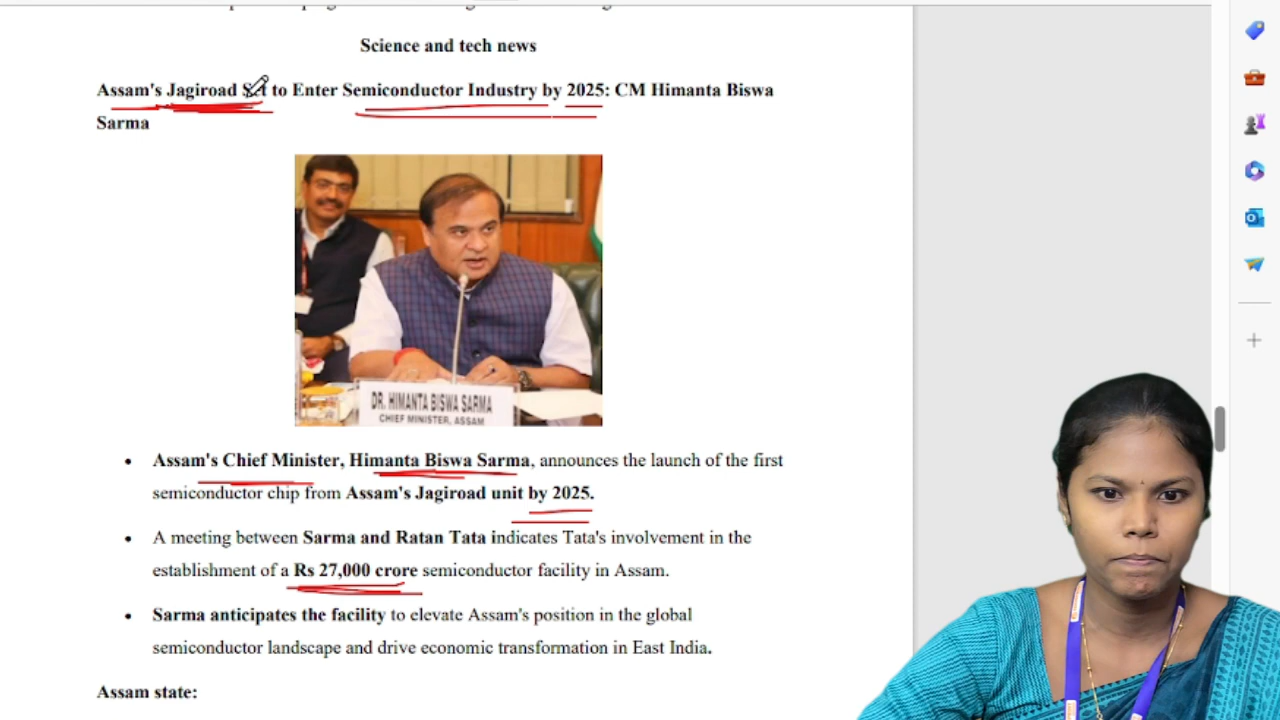 Science and tech news
Assam's Jagiroad Set to Enter Semiconductor Industry by 2025: CM Himanta Biswa
Sarma
DR. HIMANTA BISWA SARMA
CHIEF MINISTER, ASSAM
• Assam's Chief Minister, Himanta Biswa Sarma, announces the launch of the first
semiconductor chip from Assam's Jagiroad unit by 2025.
• A meeting between Sarma and Ratan Tata indicates Tata's involvement in the
establishment of a Rs 27,000 crore semiconductor facility in Assam.
• Sarma anticipates the facility to elevate Assam's position in the global
semiconductor landscape and drive economic transformation in East India.
Assam state: